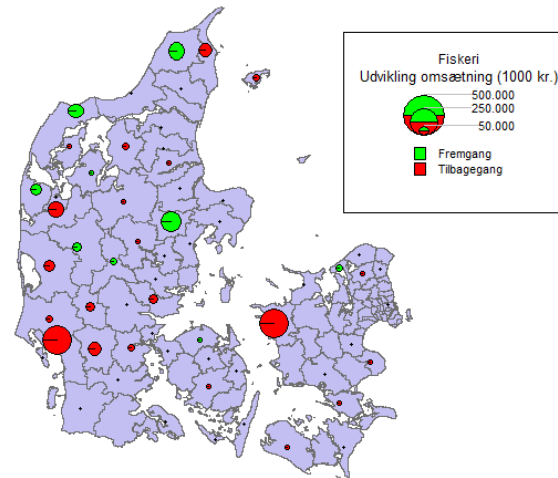 Fiskeri
Udvikling omsætning (1000 kr.)
500.000
250.000
50.000
Fremgang
Tilbagegang